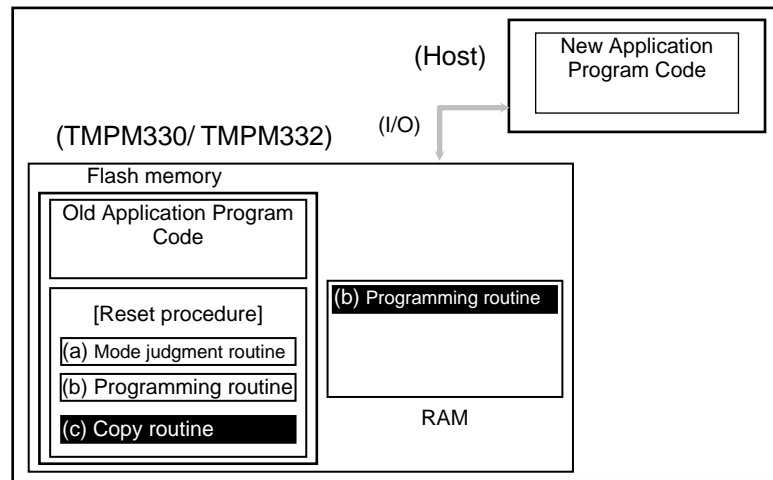 (Host)
New Application
Program Code
(I/O)
(TMPM330/ TMPM332)
Flash memory
Old Application Program
Code
[Reset procedure]
(a) Mode judgment routine
(b) Programming routine
(c) Copy routine
(b) Programming routine
RAM